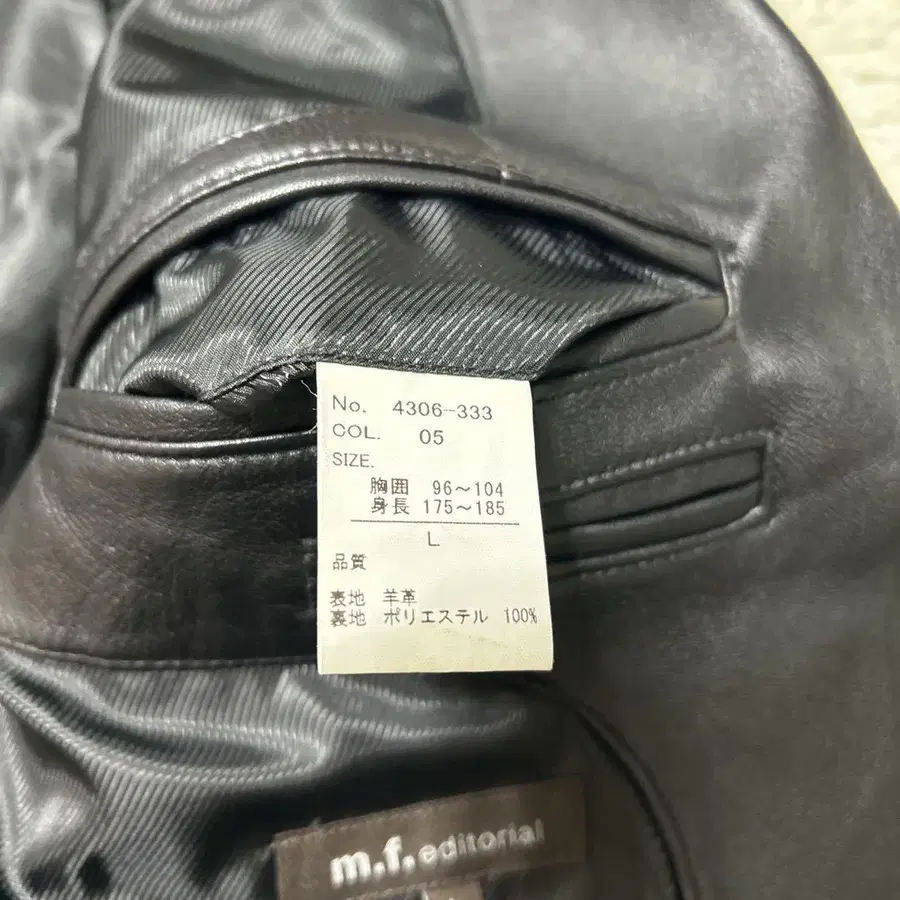 No. 4306-333
COL. 05
SIZE.
胸囲 96～104
身長 175～185
L
品質
表地 羊革
裏地 ポリエステル 100%
m.f.editorial